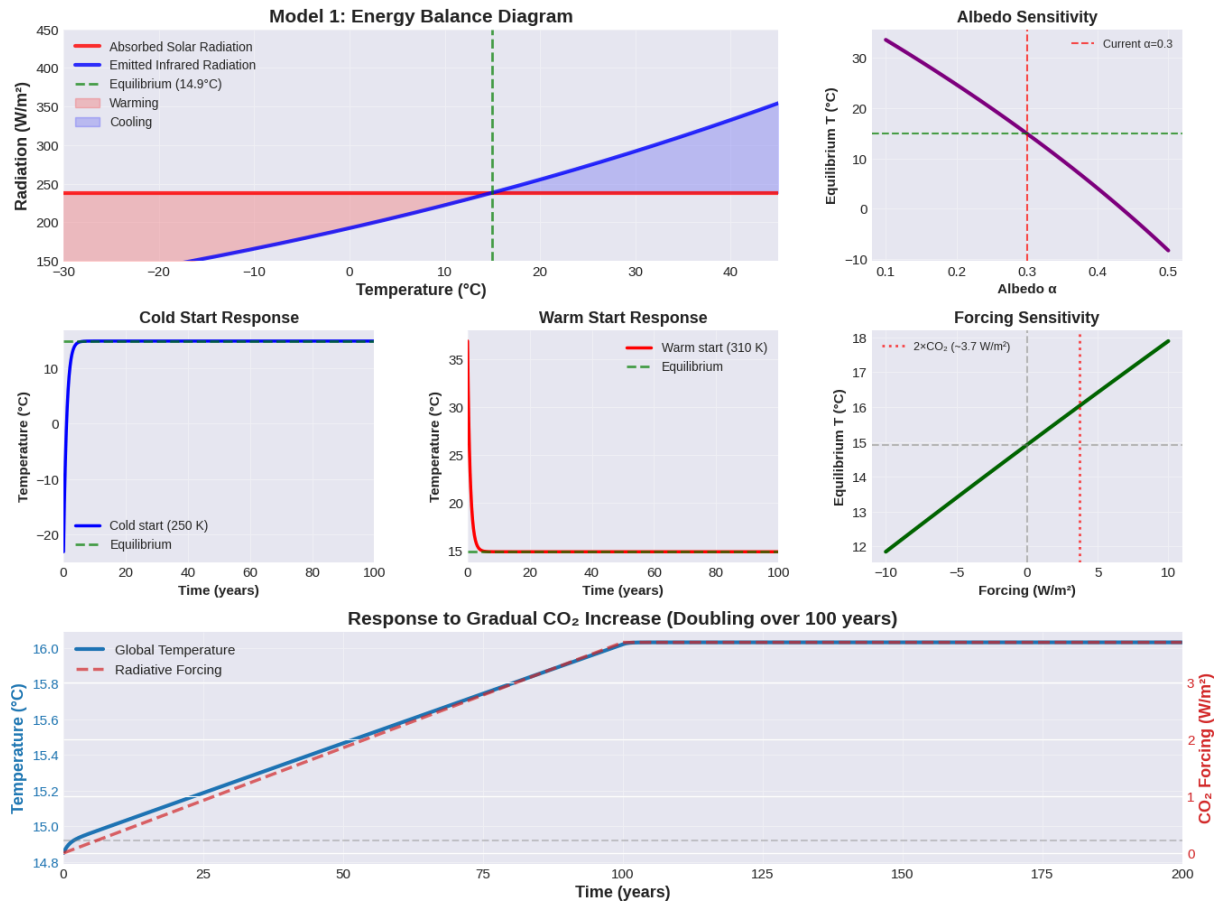 Model 1: Energy Balance Diagram
Radiation (W/m²)
450
400
350
300
250
200
150
Absorbed Solar Radiation
Emitted Infrared Radiation
Equilibrium (14.9°C)
Warming
Cooling
−30 −20 −10 0 10 20 30 40
Temperature (°C)
Albedo Sensitivity
Equilibrium T (°C)
30
20
10
0
−10
Current α=0.3
0.1 0.2 0.3 0.4 0.5
Albedo α
Cold Start Response
Temperature (°C)
10
0
−10
−20
Cold start (250 K)
Equilibrium
0 20 40 60 80 100
Time (years)
Warm Start Response
Temperature (°C)
35
30
25
20
15
Warm start (310 K)
Equilibrium
0 20 40 60 80 100
Time (years)
Forcing Sensitivity
Equilibrium T (°C)
18
17
16
15
14
13
12
2×CO₂ (~3.7 W/m²)
−10 −5 0 5 10
Forcing (W/m²)
Response to Gradual CO₂ Increase (Doubling over 100 years)
Temperature (°C)
16.0
15.8
15.6
15.4
15.2
15.0
14.8
Global Temperature
Radiative Forcing
3
2
1
0
CO₂ Forcing (W/m²)
0 25 50 75 100 125 150 175 200
Time (years)